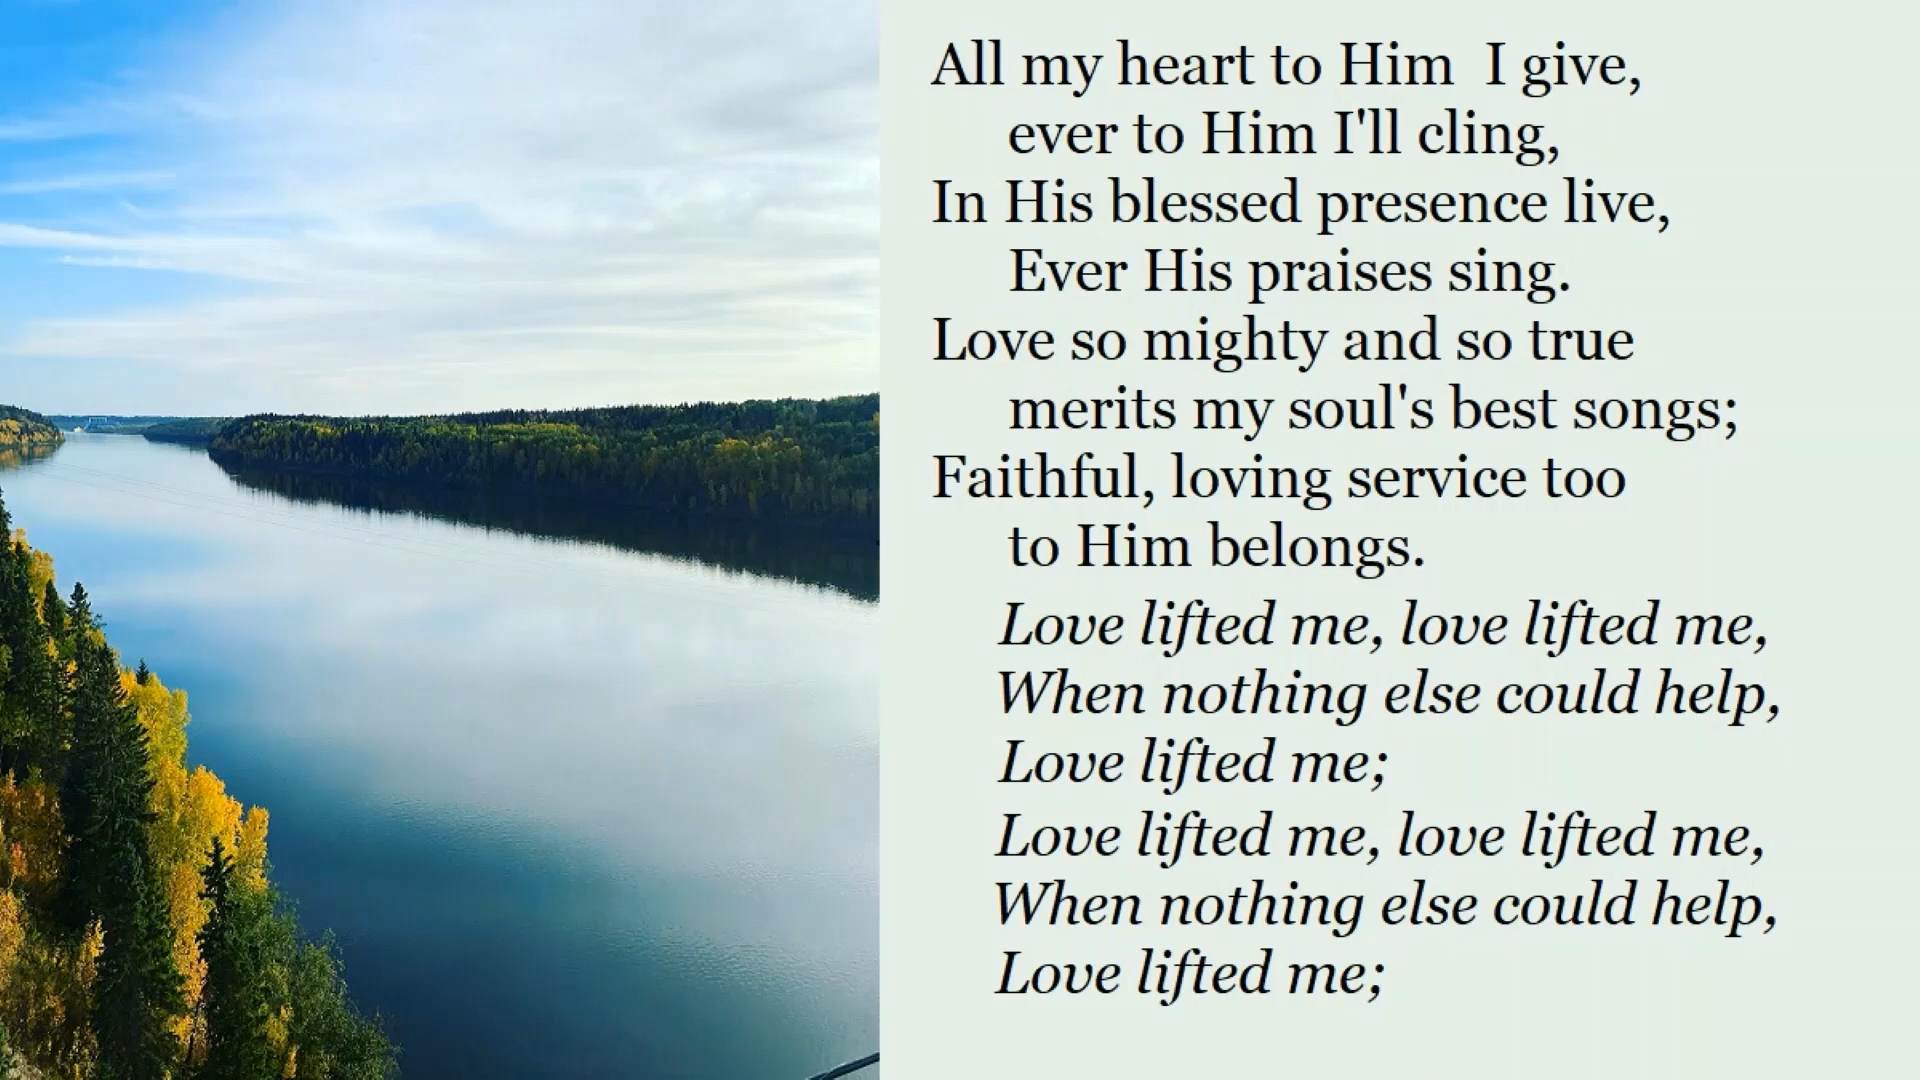 All my heart to Him  I give,
ever to Him I'll cling,
In His blessed presence live,
Ever His praises sing.
Love so mighty and so true
merits my soul's best songs;
Faithful, loving service too
to Him belongs.
Love lifted me, love lifted me,
When nothing else could help,
Love lifted me;
Love lifted me, love lifted me,
When nothing else could help,
Love lifted me;